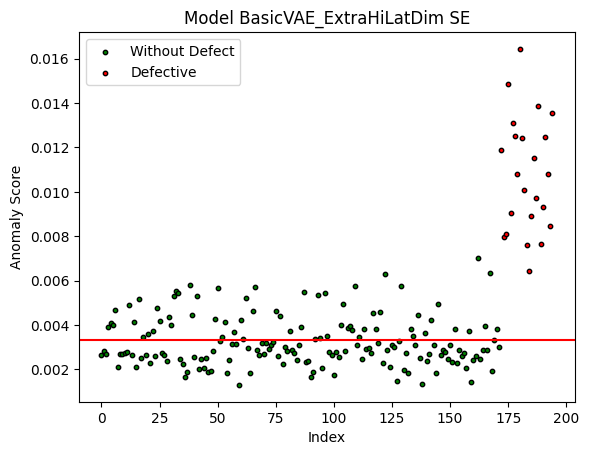 Model BasicVAE_ExtraHiLatDim SE
Without Defect
Defective
0.016
0.014
0.012
0.010
0.008
0.006
0.004
0.002
Anomaly Score
0 25 50 75 100 125 150 175 200
Index